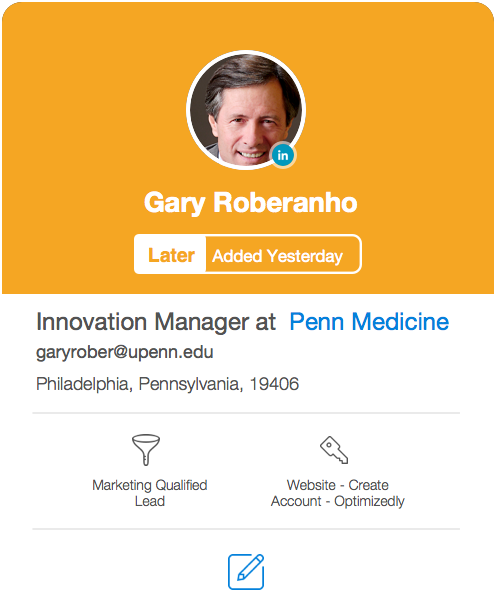 in
Gary Roberanho
Later Added Yesterday
Innovation Manager at Penn Medicine
garyrober@upenn.edu
Philadelphia, Pennsylvania, 19406
Marketing Qualified
Lead
Website - Create
Account - Optimizedly